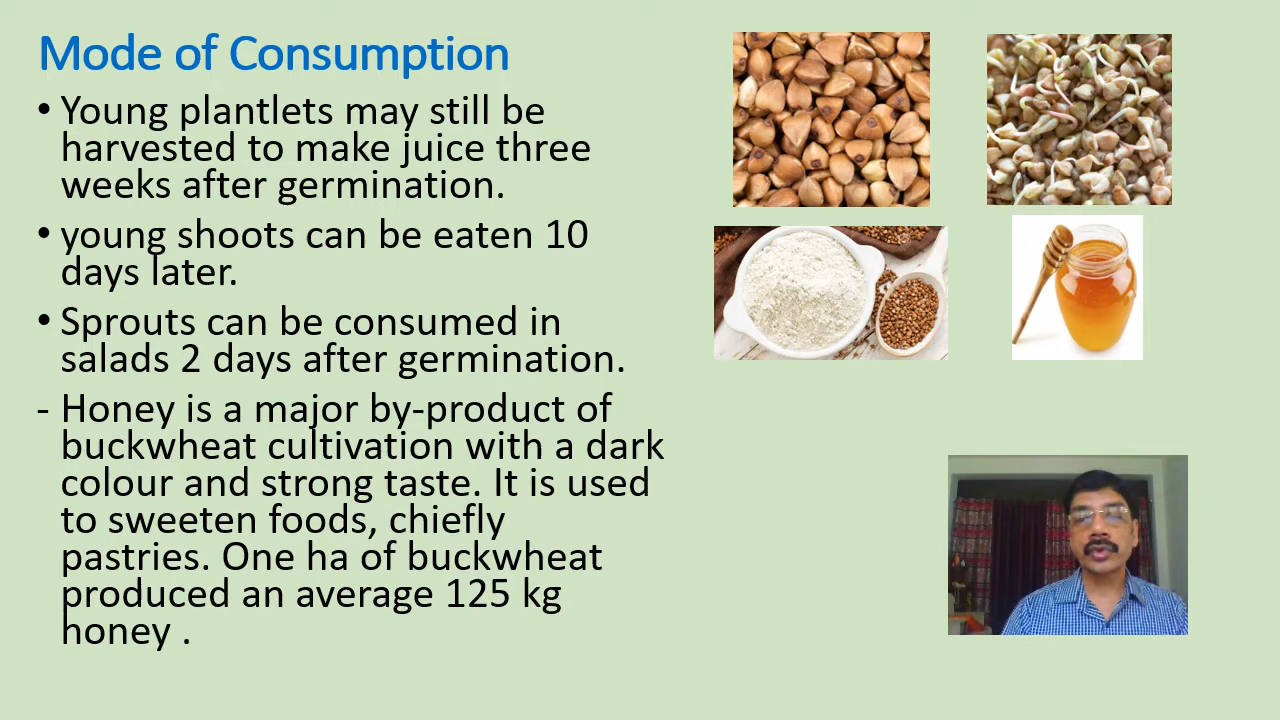 Mode of Consumption
• Young plantlets may still be
harvested to make juice three
weeks after germination.
• young shoots can be eaten 10
days later.
• Sprouts can be consumed in
salads 2 days after germination.
- Honey is a major by-product of
buckwheat cultivation with a dark
colour and strong taste. It is used
to sweeten foods, chiefly
pastries. One ha of buckwheat
produced an average 125 kg
honey .